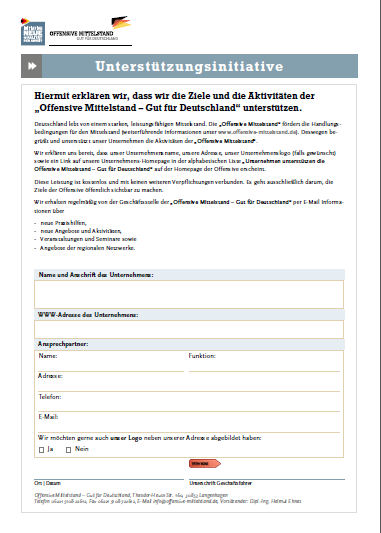 OFFENSIVE MITTELSTAND
GUT FÜR DEUTSCHLAND
Unterstützungsinitiative
Hiermit erklären wir, dass wir die Ziele und die Aktivitäten der
„Offensive Mittelstand – Gut für Deutschland“ unterstützen.
Deutschland lebt von einem starken, leistungsfähigen Mittelstand. Die „Offensive Mittelstand“ fördert die Handlungs-
bedingungen für den Mittelstand (weiterführende Informationen unter www.offensive-mittelstand.de). Deswegen be-
grüßt und unterstützt unser Unternehmen die Aktivitäten der „Offensive Mittelstand“.
Wir erklären uns bereit, dass unser Unternehmensname, unsere Adresse, unser Unternehmenslogo (falls gewünscht)
sowie ein Link auf unsere Unternehmens-Homepage in der alphabetischen Liste „Unternehmen unterstützen die
Offensive Mittelstand – Gut für Deutschland“ auf der Homepage der Offensive erscheint.
Diese Leistung ist kostenlos und mit keinen weiteren Verpflichtungen verbunden. Es geht ausschließlich darum, die
Ziele der Offensive öffentlich sichtbar zu machen.
Wir erhalten regelmäßig von der Geschäftsstelle der „Offensive Mittelstand – Gut für Deutschland“ per E-Mail Informa-
tionen über
- neue Praxishilfen,
- neue Angebote und Aktivitäten,
- Veranstaltungen und Seminare sowie
- Angebote der regionalen Netzwerke.
Name und Anschrift des Unternehmens:
WWW-Adresse des Unternehmens:
Ansprechpartner:
Name: Funktion:
Adresse:
Telefon:
E-Mail:
Wir möchten gerne auch unser Logo neben unserer Adresse abgebildet haben:
Ja Nein
Ort | Datum Unterschrift Geschäftsführer
Offensive Mittelstand – Gut für Deutschland, Theodor-Heuss Str. Langenhagen
E-Mail info@offensive-mittelstand.de, Vorsitzender: Dipl.-Ing. Helmut Ehnes